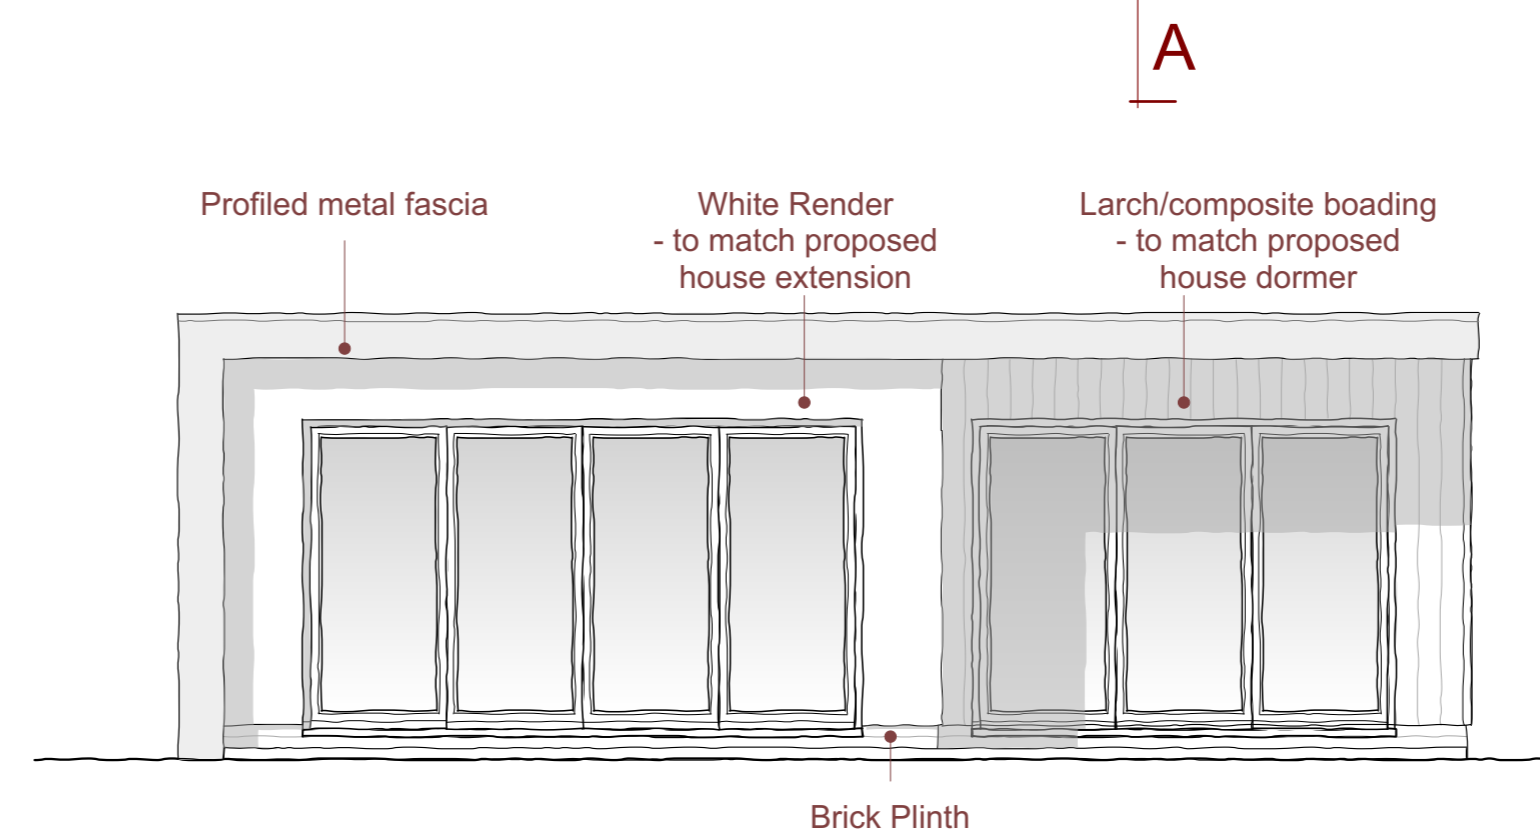 A
Profiled metal fascia
White Render
- to match proposed
house extension
Larch/composite boading
- to match proposed
house dormer
Brick Plinth